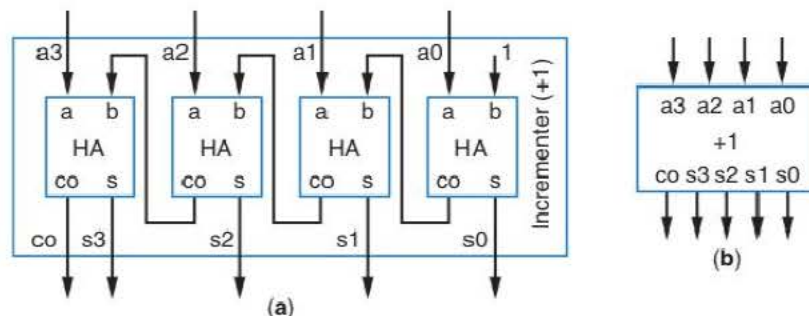 a3 a2 a1 a0 1
a b a b a b a b
HA HA HA HA
co s co s co s co s
co s3 s2 s1 s0
Incrementer (+1)
(a)
a3 a2 a1 a0
+1
co s3 s2 s1 s0
(b)